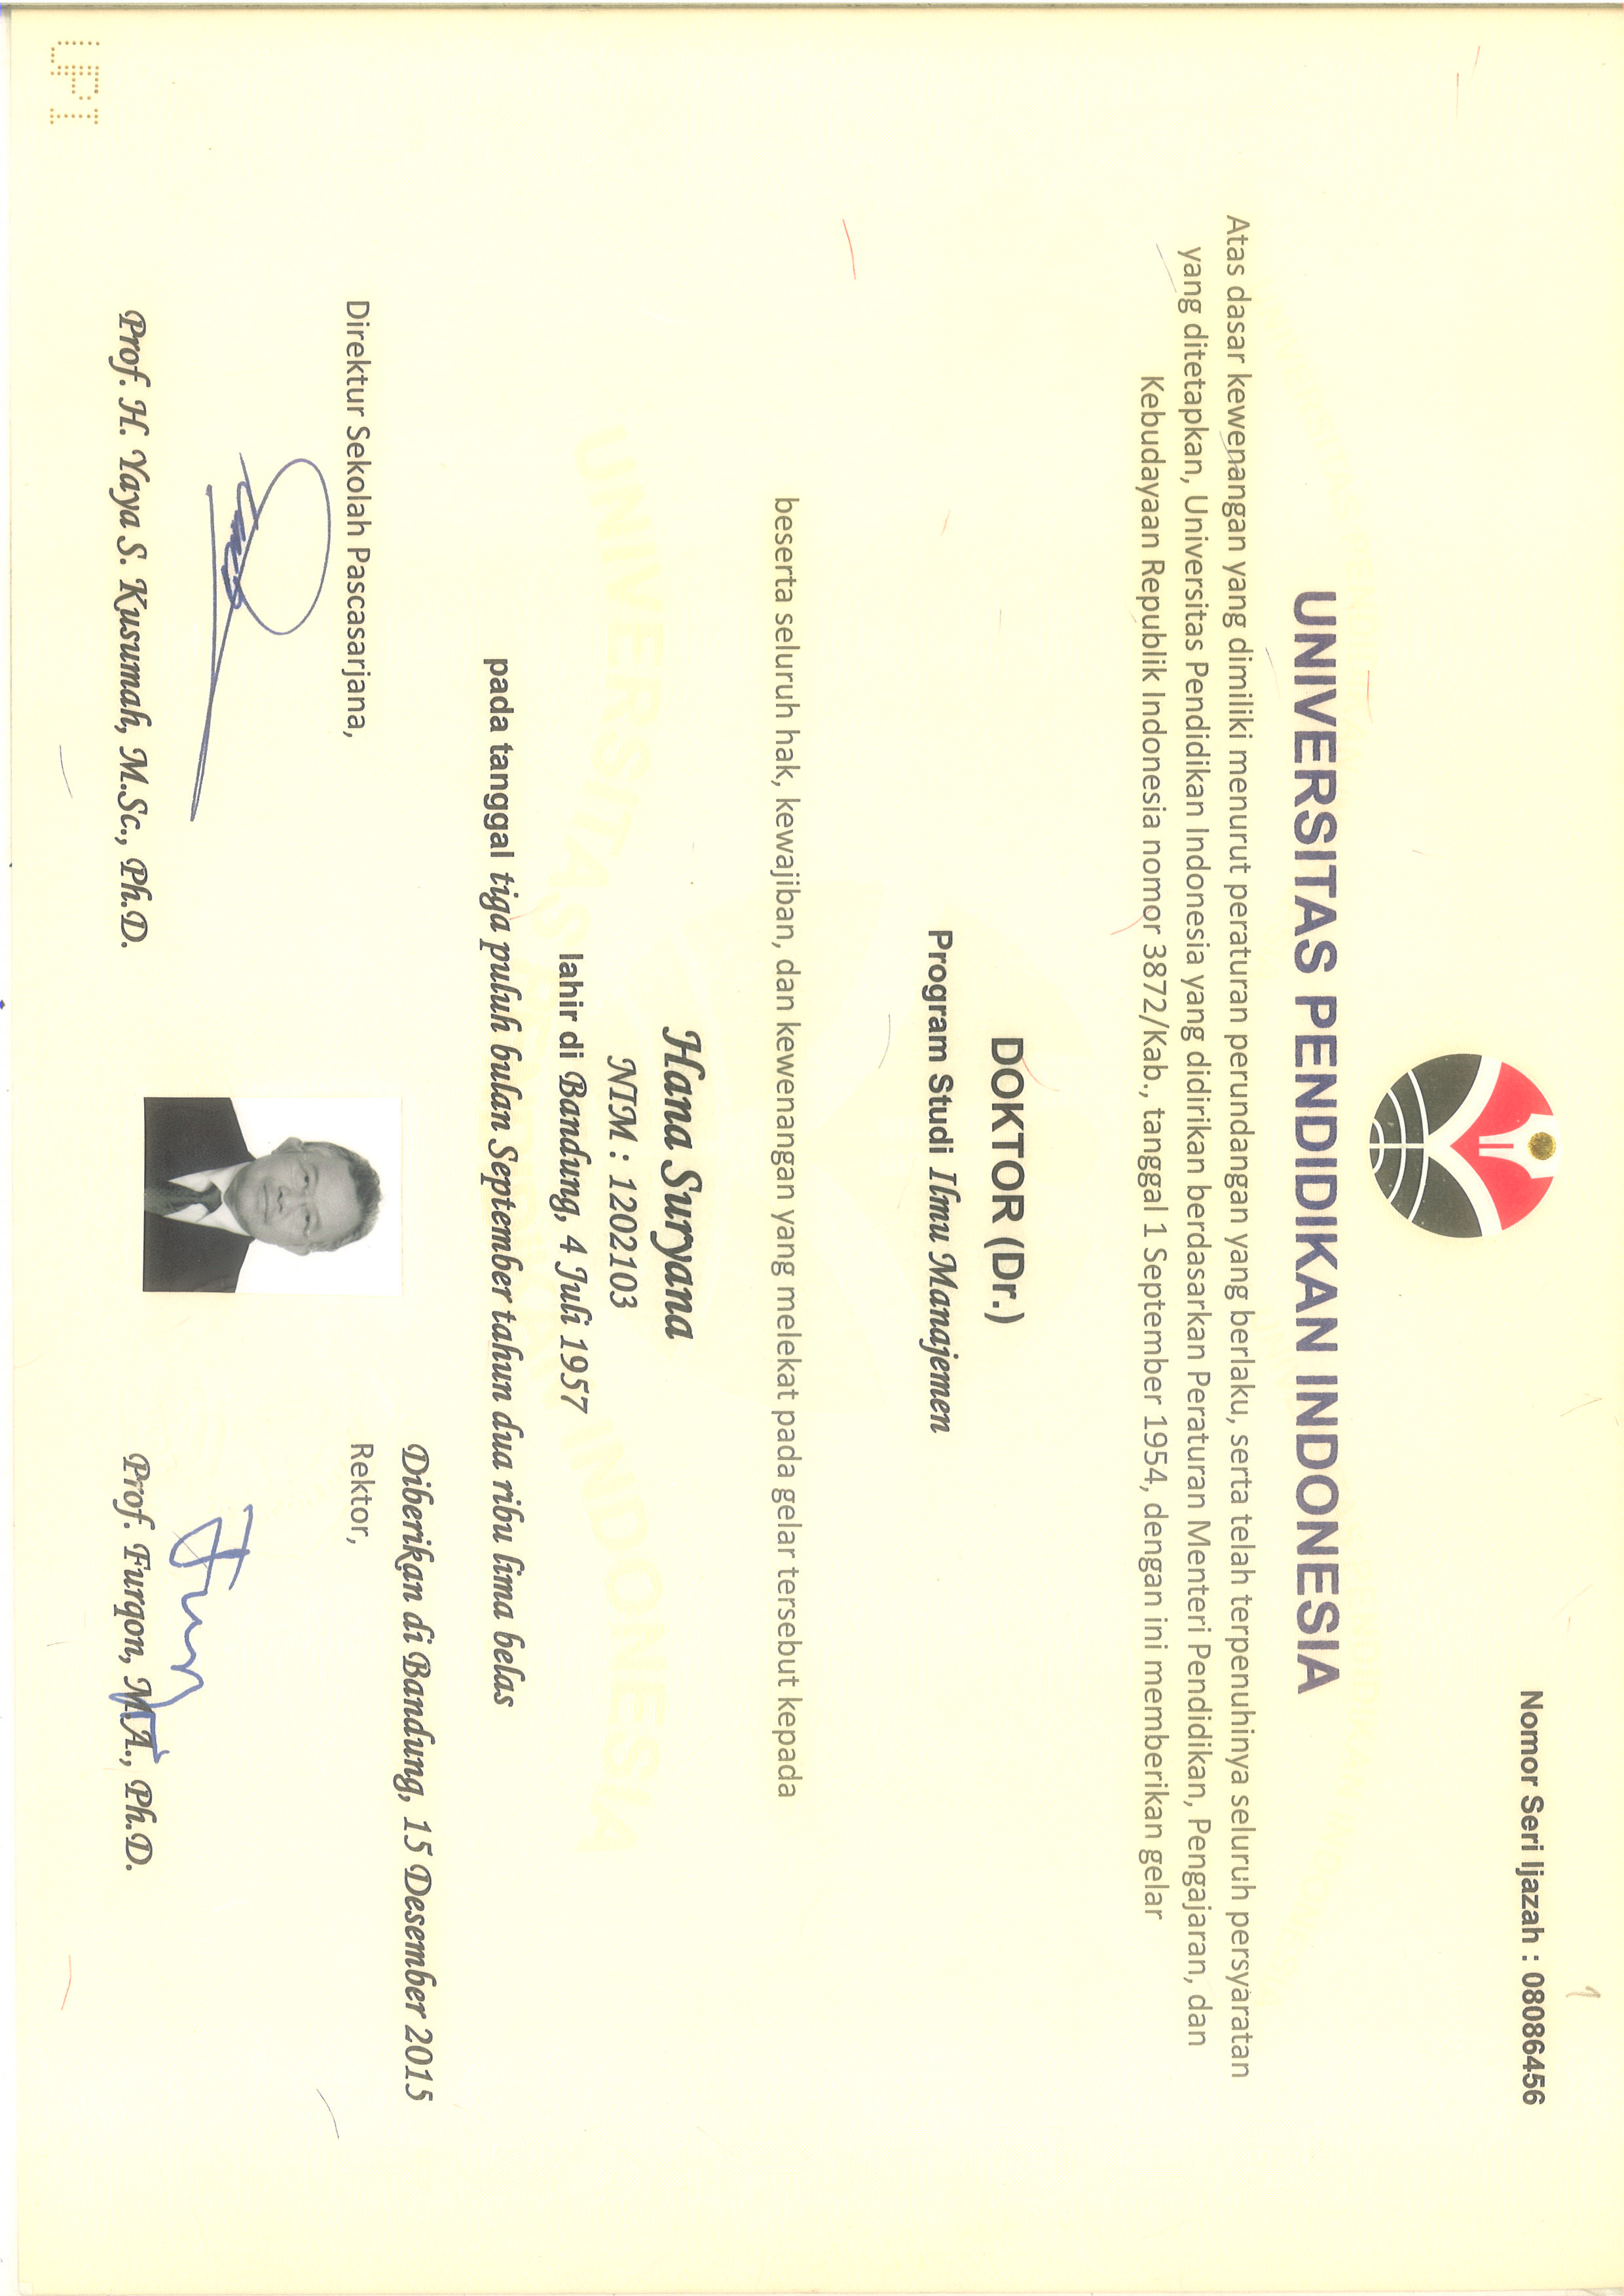 1
Nomor Seri Ijazah : 08086456
UNIVERSITAS PENDIDIKAN INDONESIA
Atas dasar kewenangan yang dimiliki menurut peraturan perundangan yang berlaku, serta telah terpenuhinya seluruh persyaratan
yang ditetapkan, Universitas Pendidikan Indonesia yang didirikan berdasarkan Peraturan Menteri Pendidikan, Pengajaran, dan
Kebudayaan Republik Indonesia nomor 3872/Kab., tanggal 1 September 1954, dengan ini memberikan gelar
DOKTOR (Dr.)
Program Studi Ilmu Manajemen
beserta seluruh hak, kewajiban, dan kewenangan yang melekat pada gelar tersebut kepada
Hana Suryana
NIM : 1202103
lahir di Bandung, 4 Juli 1957
UNIVERSITAS PENDIDIKAN INDONESIA
pada tanggal tiga puluh bulan September tahun dua ribu lima belas
Diberikan di Bandung, 15 Desember 2015
Direktur Sekolah Pascasarjana,
Rektor,
Prof. H. Yaya S. Kusumah, M.Sc., Ph.D.
Prof. Furqon, M.A., Ph.D.
UPI